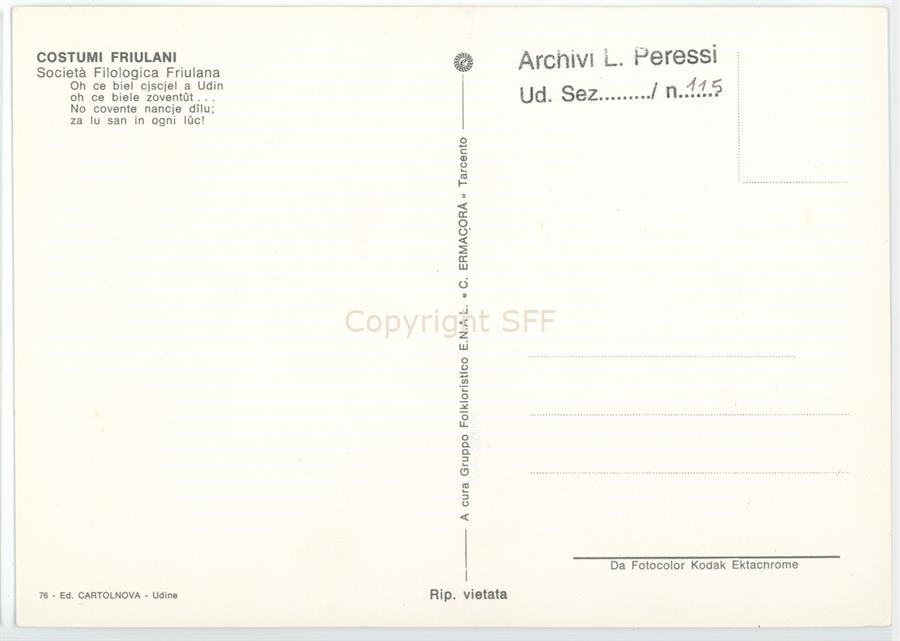 COSTUMI FRIULANI
Società Filologica Friulana
Oh ce biel cjscjel a Udin
oh ce biele zoventût . . .
No covente nancje dîlu;
za lu san in ogni lûc!
Archivi L. Peressi
Ud. Sez........./ n.115
A cura Gruppo Folkloristico E.N.A.L. « C. ERMACORA » Tarcento
Copyright SFF
Da Fotocolor Kodak Ektachrome
76 - Ed. CARTOLNOVA - Udine
Rip. vietata